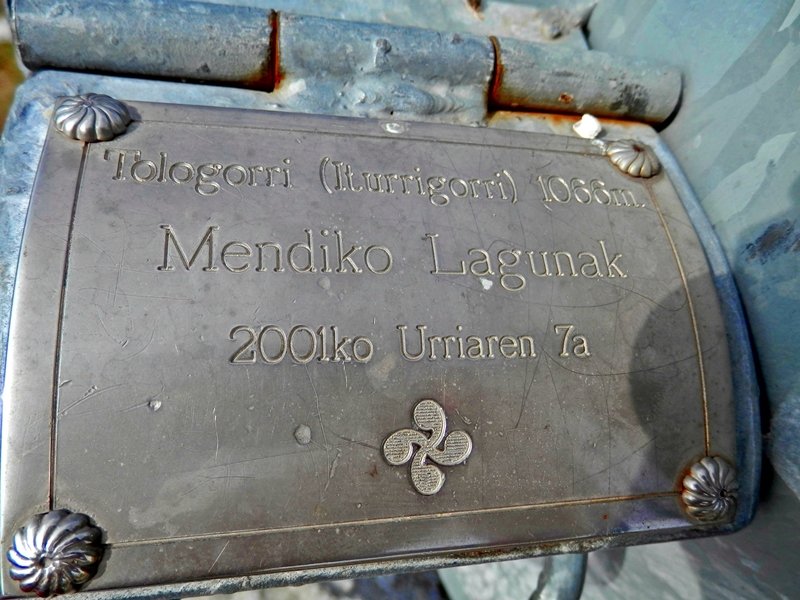 Tologorri (Iturrigorri) 1066m.
Mendiko Lagunak
2001ko Urriaren 7a